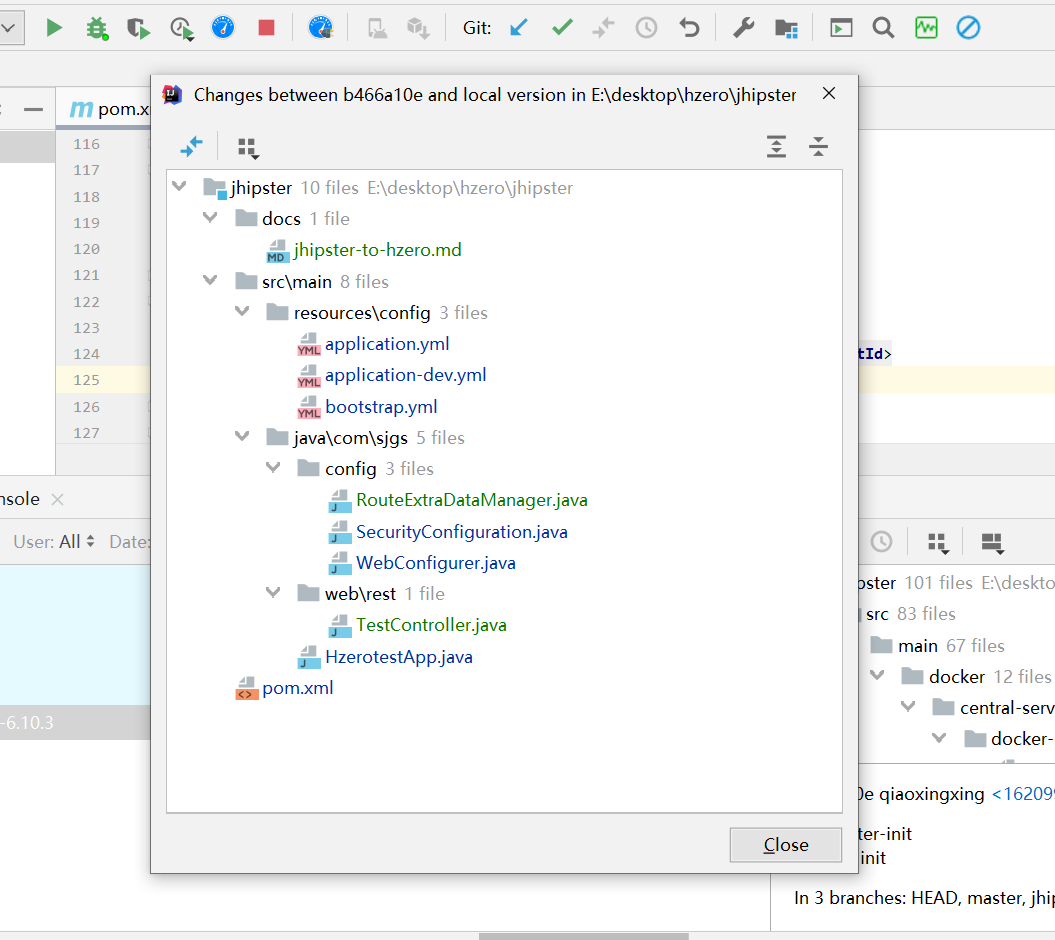 Git:
Changes between b466a10e and local version in E:\desktop\hzero\jhipster
m pom.x
116
117
118
119
120
121
122
123
124
tId>
125
126
127
jhipster 10 files E:\desktop\hzero\jhipster
docs 1 file
MD jhipster-to-hzero.md
src\main 8 files
resources\config 3 files
YML application.yml
YML application-dev.yml
YML bootstrap.yml
java\com\sjgs 5 files
config 3 files
J RouteExtraDataManager.java
J SecurityConfiguration.java
J WebConfigurer.java
web\rest 1 file
J TestController.java
J HzerotestApp.java
<> pom.xml
Close
nsole
User: All Date:
-6.10.3
pster 101 files E:\deskto
src 83 files
main 67 files
docker 12 files
central-serv
docker-
0e qiaoxingxing <162099
ter-init
init
In 3 branches: HEAD, master, jhip